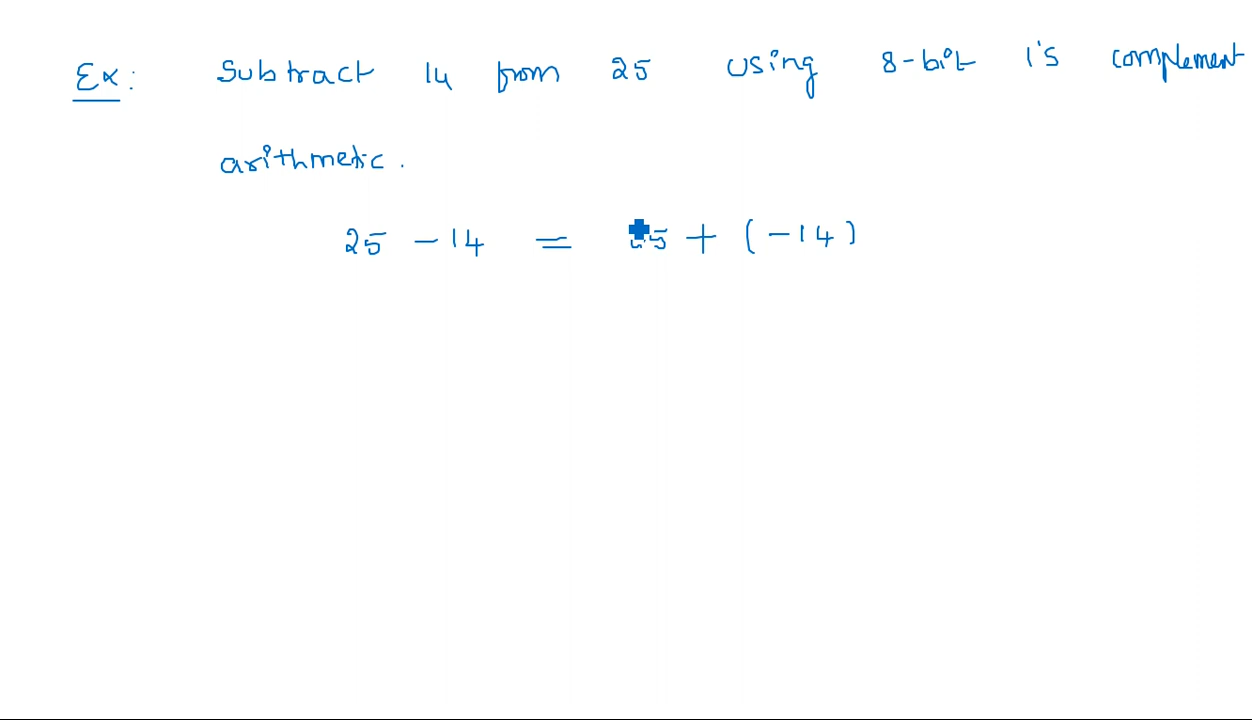 Ex: Subtract 14 from 25 using 8-bit 1's complement
arithmetic.
25 - 14 = 25 + (-14)